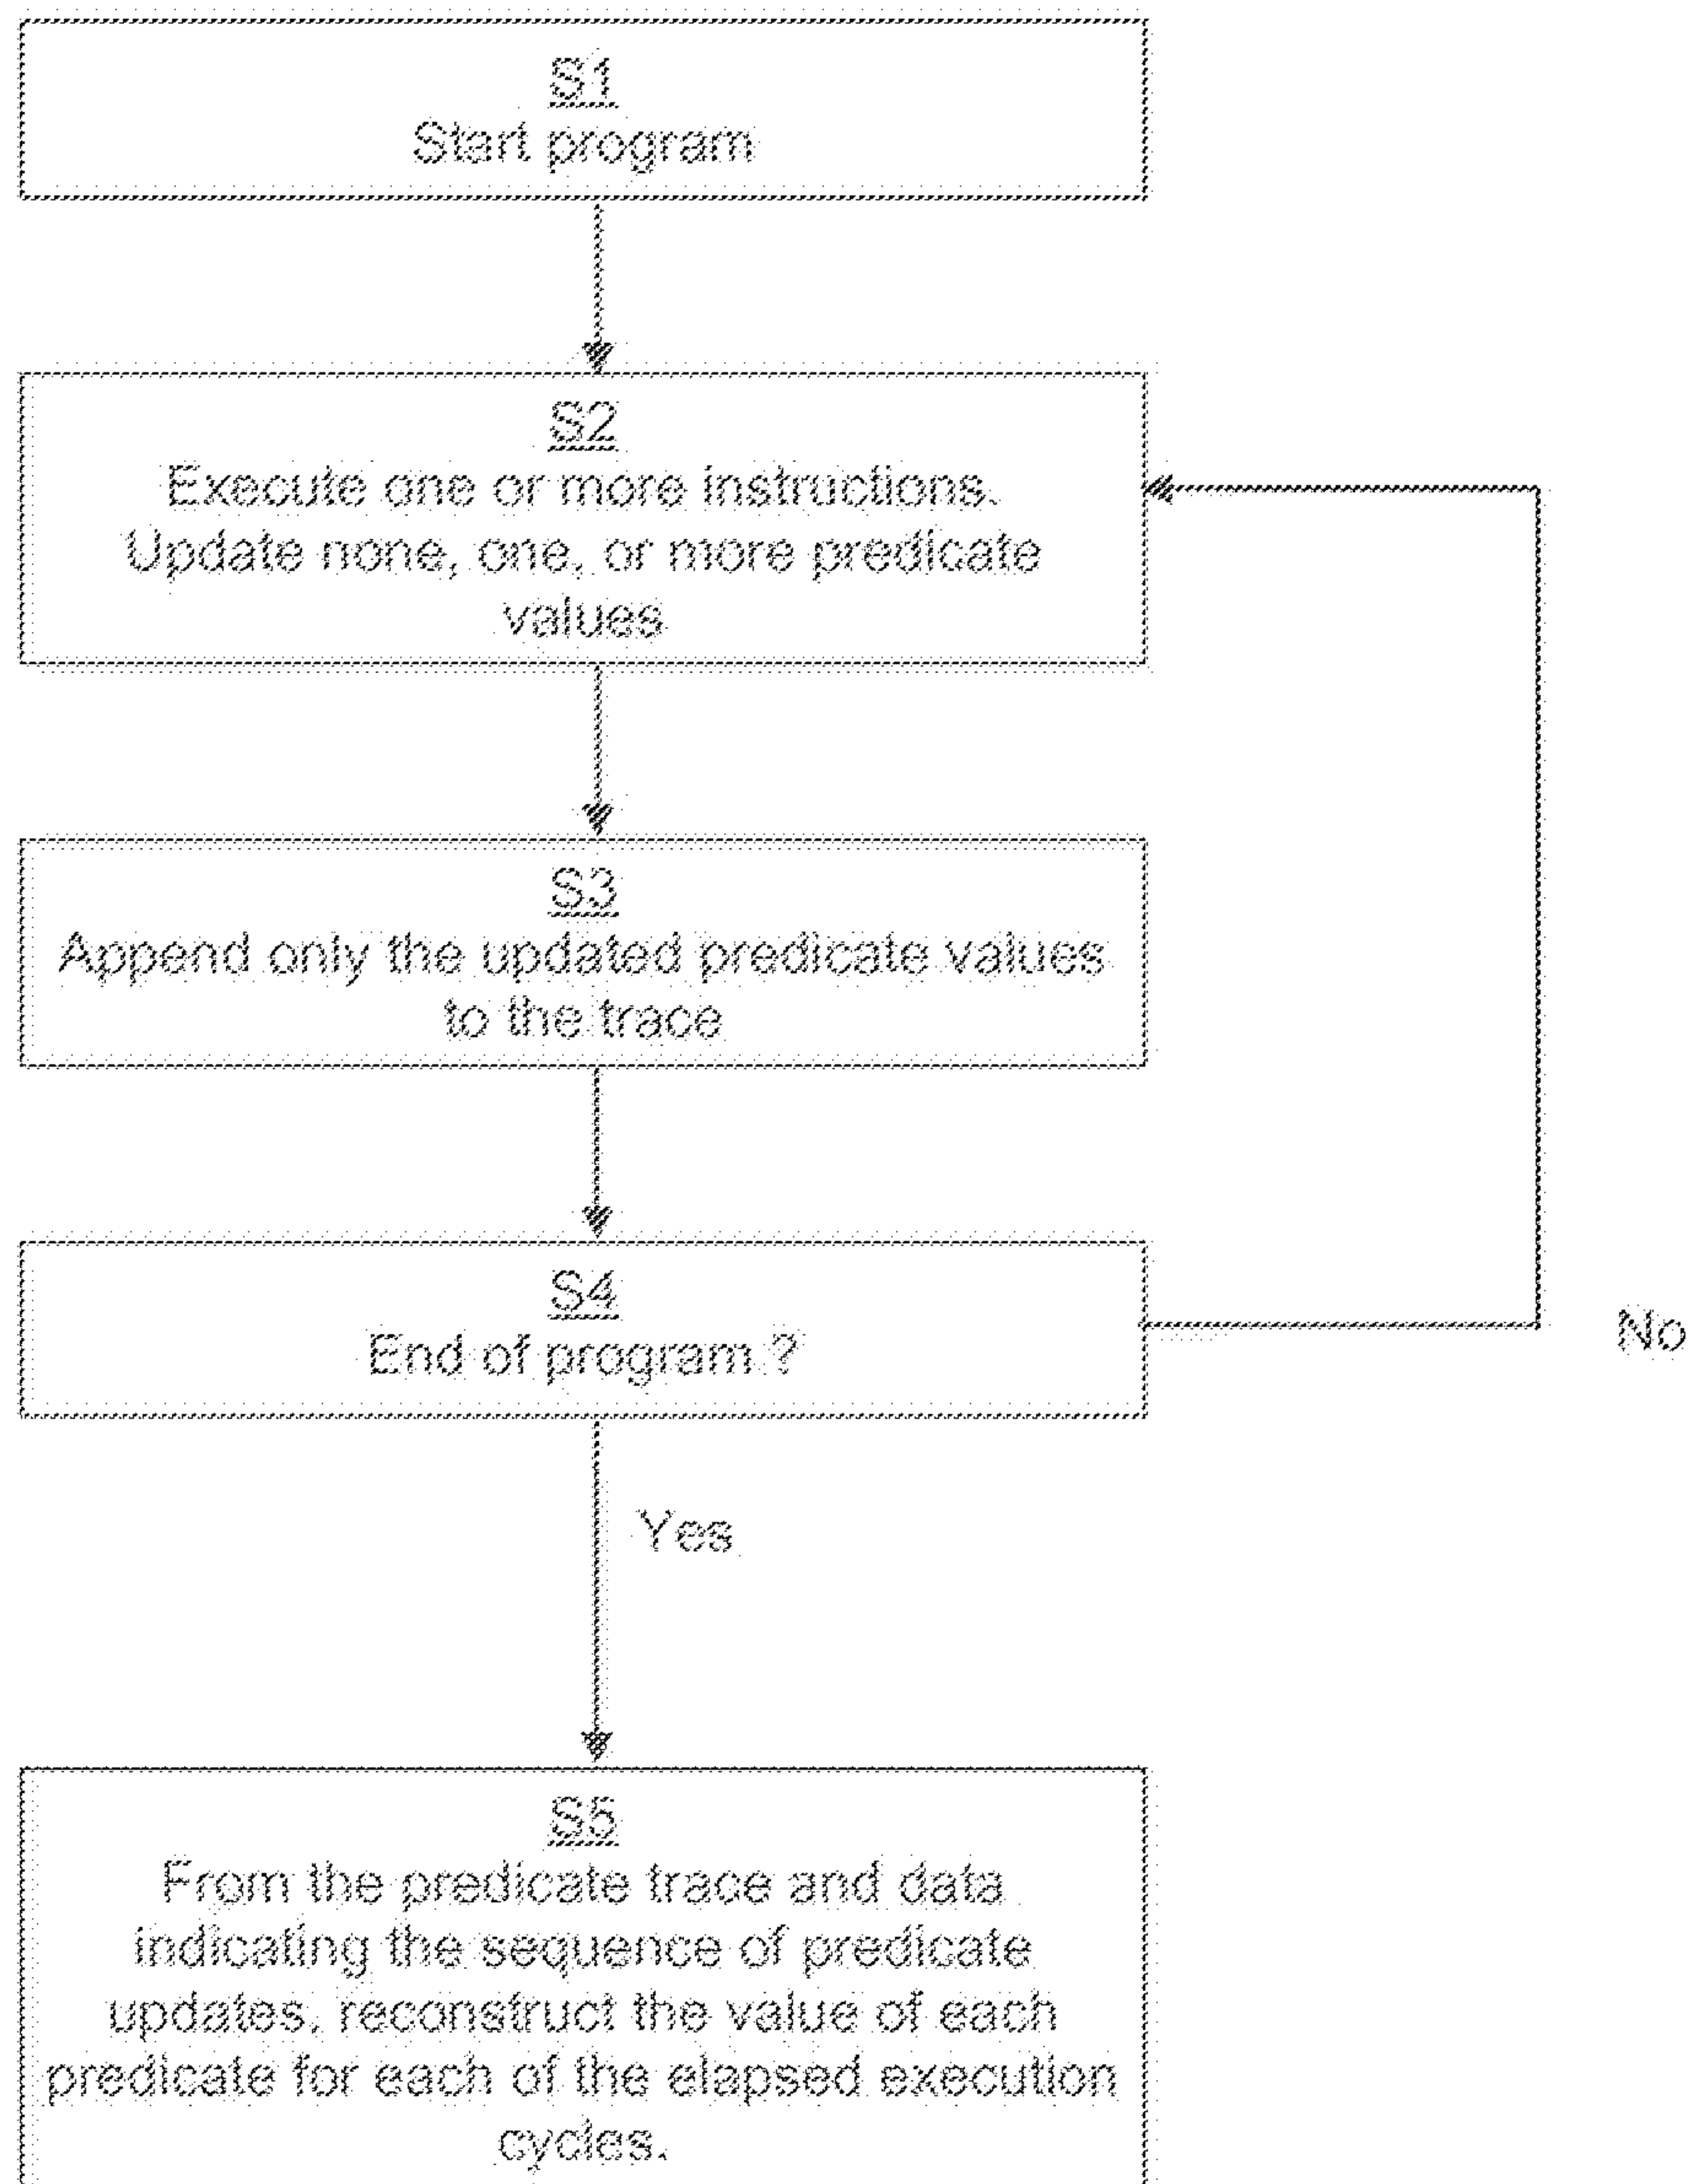 S1
Start program
S2
Execute one or more instructions.
Update none, one, or more predicate
values
S3
Append only the updated predicate values
to the trace
S4
End of program ?
No
Yes
S5
From the predicate trace and data
indicating the sequence of predicate
updates, reconstruct the value of each
predicate for each of the elapsed execution
cycles.